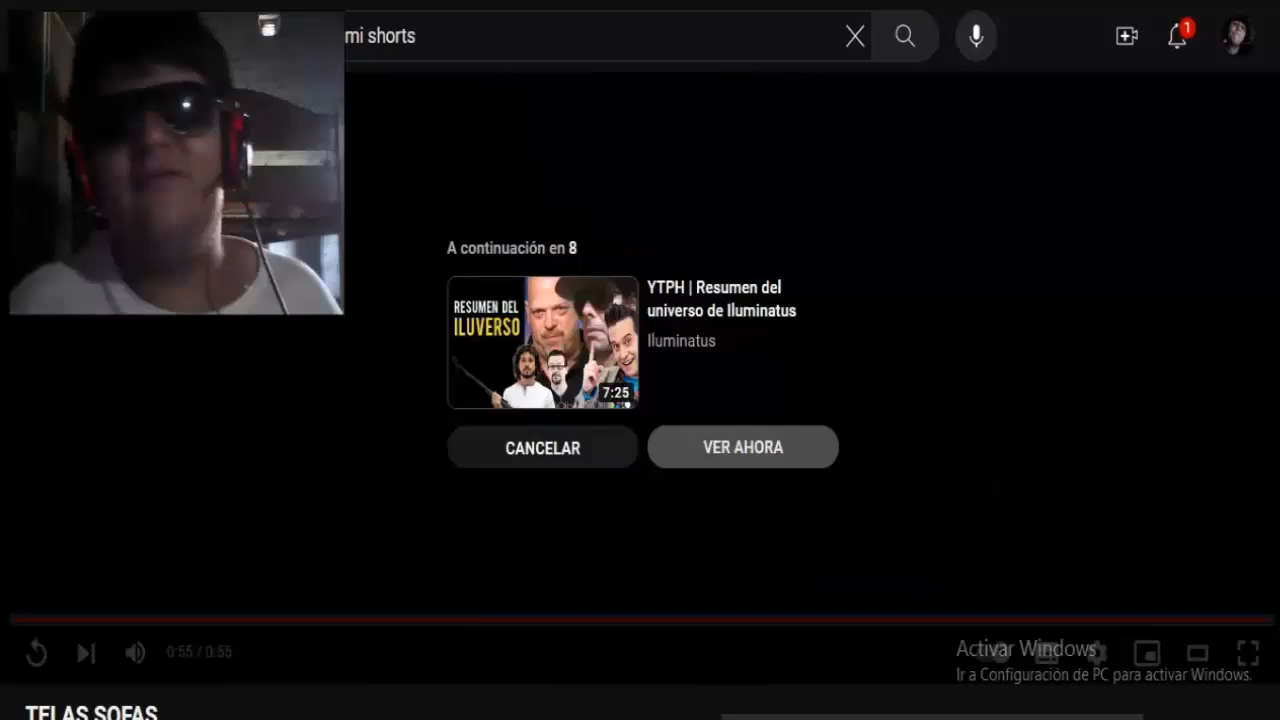 mi shorts
1
A continuación en 8
RESUMEN DEL
ILUVERSO
7:25
YTPH | Resumen del
universo de Iluminatus
Iluminatus
CANCELAR
VER AHORA
0:55 / 0:55
Activar Windows
Ir a Configuración de PC para activar Windows.
TELAS SOFAS